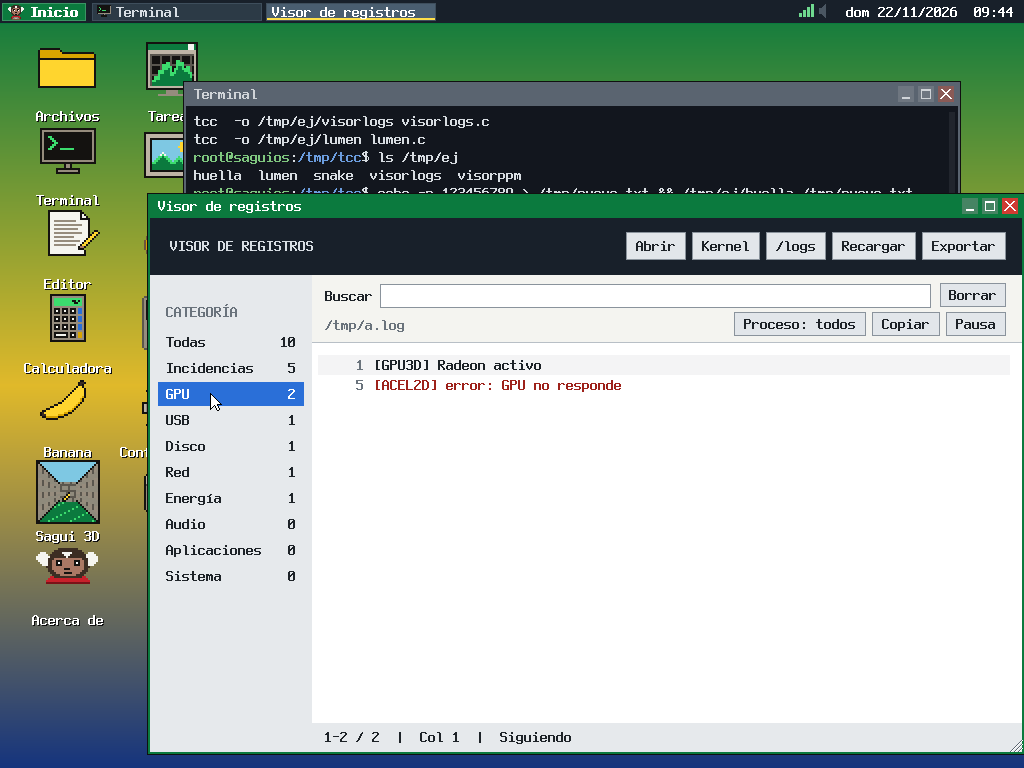 Inicio Terminal Visor de registros dom 22/11/2026 09:44
Archivos
Terminal
Editor
Calculadora
Banana
Sagui 3D
Acerca de
Terminal
tcc -o /tmp/ej/visorlogs visorlogs.c
tcc -o /tmp/ej/lumen lumen.c
root@saguios:/tmp/tcc$ ls /tmp/ej
huella lumen snake visorlogs visorppm
Visor de registros
VISOR DE REGISTROS
Abrir Kernel /logs Recargar Exportar
CATEGORÍA
Todas 10
Incidencias 5
GPU 2
USB 1
Disco 1
Red 1
Energía 1
Audio 0
Aplicaciones 0
Sistema 0
Buscar Borrar
/tmp/a.log Proceso: todos Copiar Pausa
1 [GPU3D] Radeon activo
5 [ACEL2D] error: GPU no responde
1-2 / 2 | Col 1 | Siguiendo